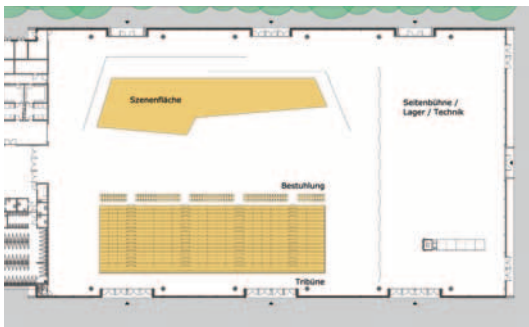 Szenenfläche
Seitenbühne /
Lager / Technik
Bestuhlung
Tribüne